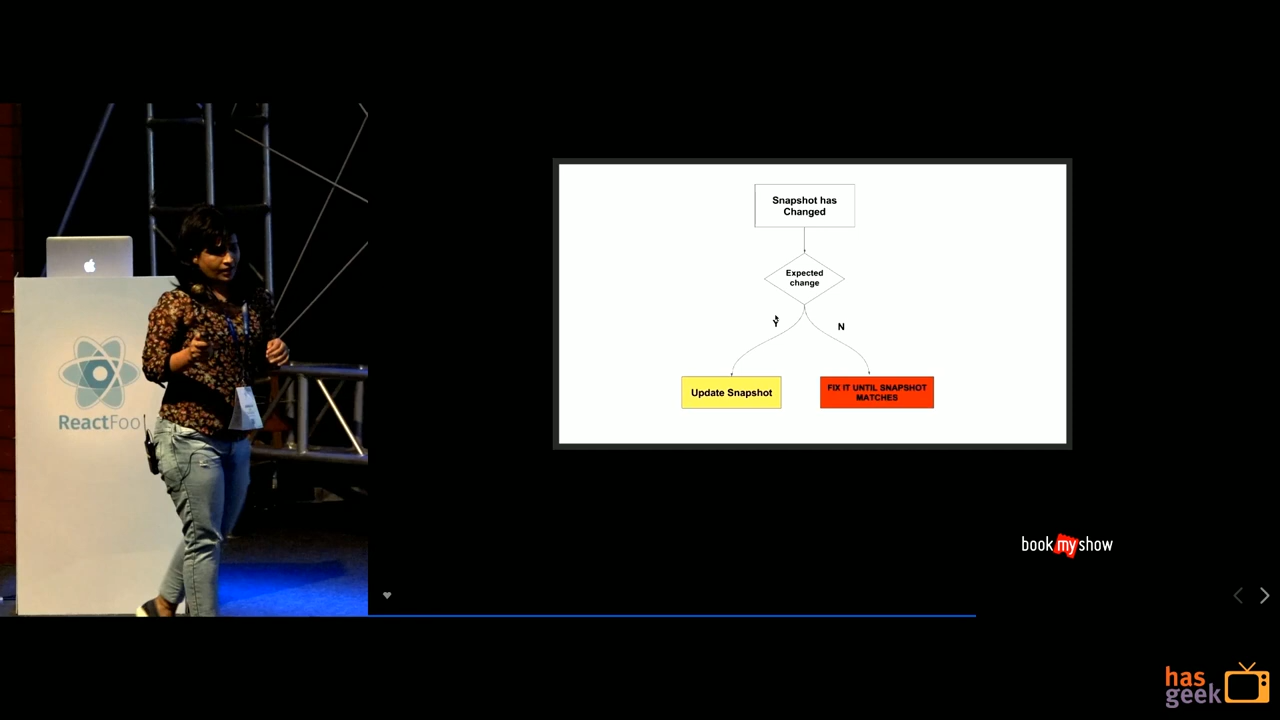 Snapshot has
Changed
Expected
change
Y
N
Update Snapshot
FIX IT UNTIL SNAPSHOT
MATCHES
ReactFoo
bookmyshow
has
geek